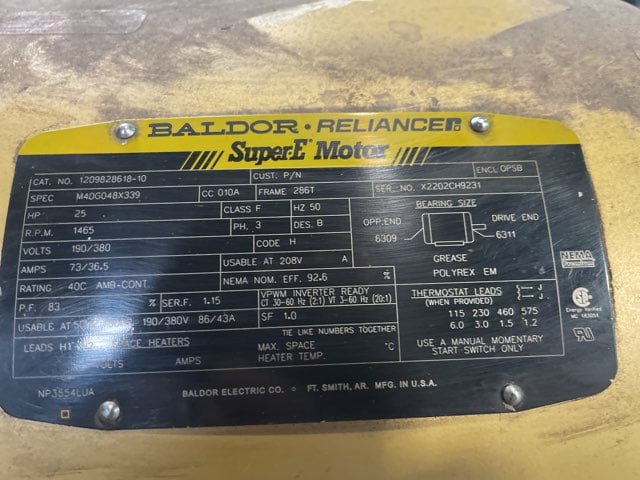 BALDOR • RELIANCE
Super-E Motor
CAT. NO. 1209828618-10 CUST. P/N ENCL OPSB
SPEC M40G048X339 CC 010A FRAME 286T SER. NO. X2202CH9231
HP 25 CLASS F HZ 50 BEARING SIZE
R.P.M. 1465 PH. 3 DES. B OPP.END DRIVE END
VOLTS 190/380 CODE H 6309 6311
AMPS 73/36.5 USABLE AT 208V A GREASE
RATING 40C AMB-CONT. NEMA NOM. EFF. 92.6 % POLYREX EM
P.F. 83 % SER.F. 1.15 VPWM INVERTER READY THERMOSTAT LEADS J
CT 30-60 HZ (2:1) VT 3-60 HZ (20:1) (WHEN PROVIDED) J
USABLE AT 190/380V 86/43A SF 1.0 115 230 460 575
TIE LIKE NUMBERS TOGETHER 6.0 3.0 1.5 1.2
LEADS HEATERS MAX. SPACE °C USE A MANUAL MOMENTARY
VOLTS AMPS HEATER TEMP. START SWITCH ONLY
NP3554LUA BALDOR ELECTRIC CO. FT. SMITH, AR. MFG. IN U.S.A.
NEMA
Premium
Energy Verified